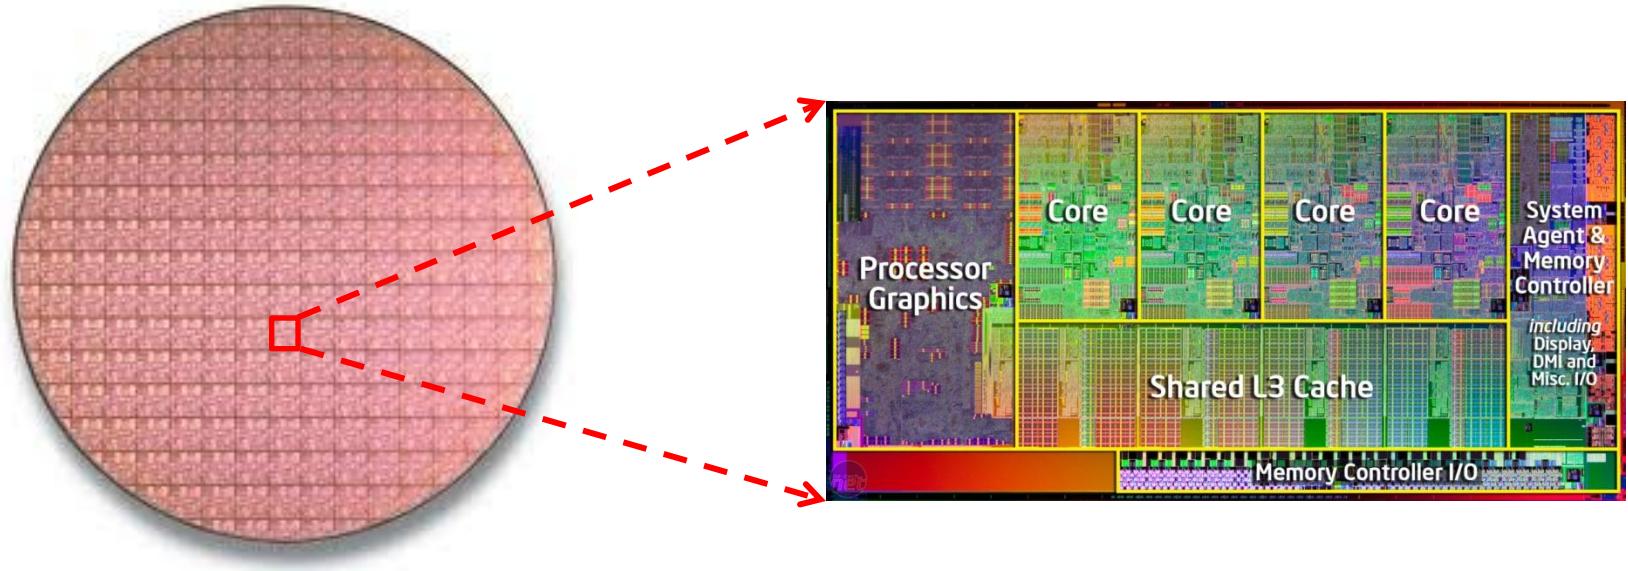 Processor
Graphics
Core
Core
Core
Core
System
Agent &
Memory
Controller
including
Display,
DMI and
Misc. I/O
Shared L3 Cache
Memory Controller I/O